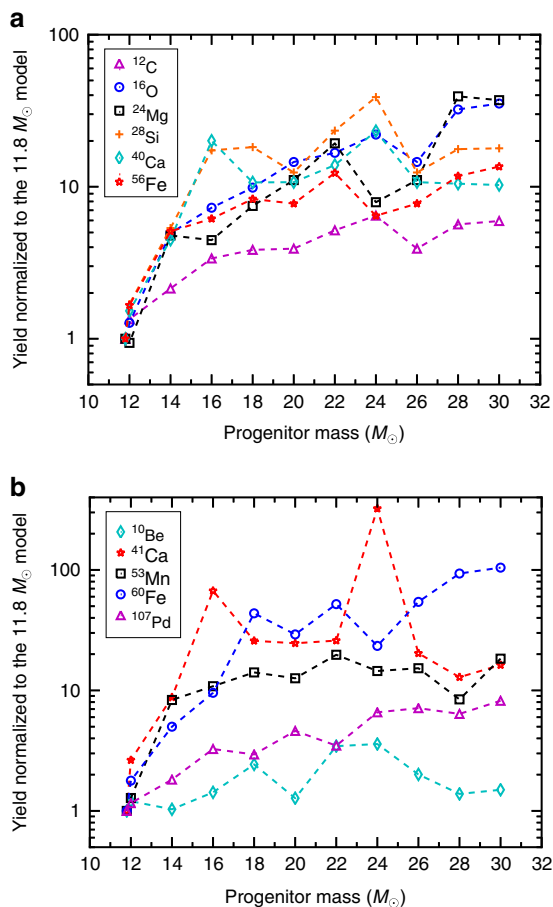 a
100
10
1
Yield normalized to the 11.8 M☉ model
¹²C
¹⁶O
²⁴Mg
²⁸Si
⁴⁰Ca
⁵⁶Fe
10 12 14 16 18 20 22 24 26 28 30 32
Progenitor mass (M☉)
b
100
10
1
Yield normalized to the 11.8 M☉ model
¹⁰Be
⁴¹Ca
⁵³Mn
⁶⁰Fe
¹⁰⁷Pd
10 12 14 16 18 20 22 24 26 28 30 32
Progenitor mass (M☉)